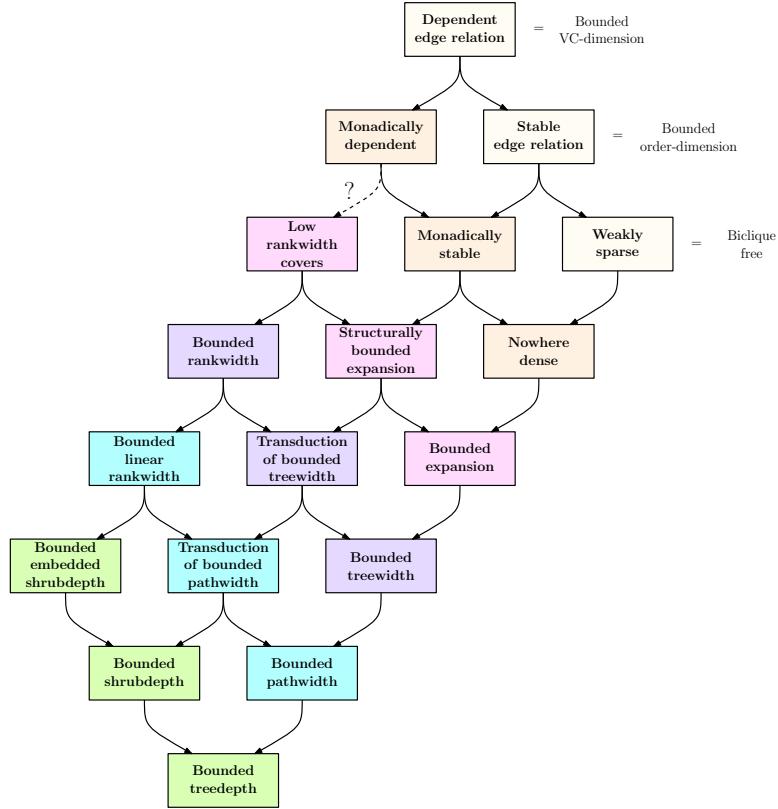 Dependent
edge relation
=
Bounded
VC-dimension
Monadically
dependent
Stable
edge relation
=
Bounded
order-dimension
?
Low
rankwidth
covers
Monadically
stable
Weakly
sparse
=
Biclique
free
Bounded
rankwidth
Structurally
bounded
expansion
Nowhere
dense
Bounded
linear
rankwidth
Transduction
of bounded
treewidth
Bounded
expansion
Bounded
embedded
shrubdepth
Transduction
of bounded
pathwidth
Bounded
treewidth
Bounded
shrubdepth
Bounded
pathwidth
Bounded
treedepth